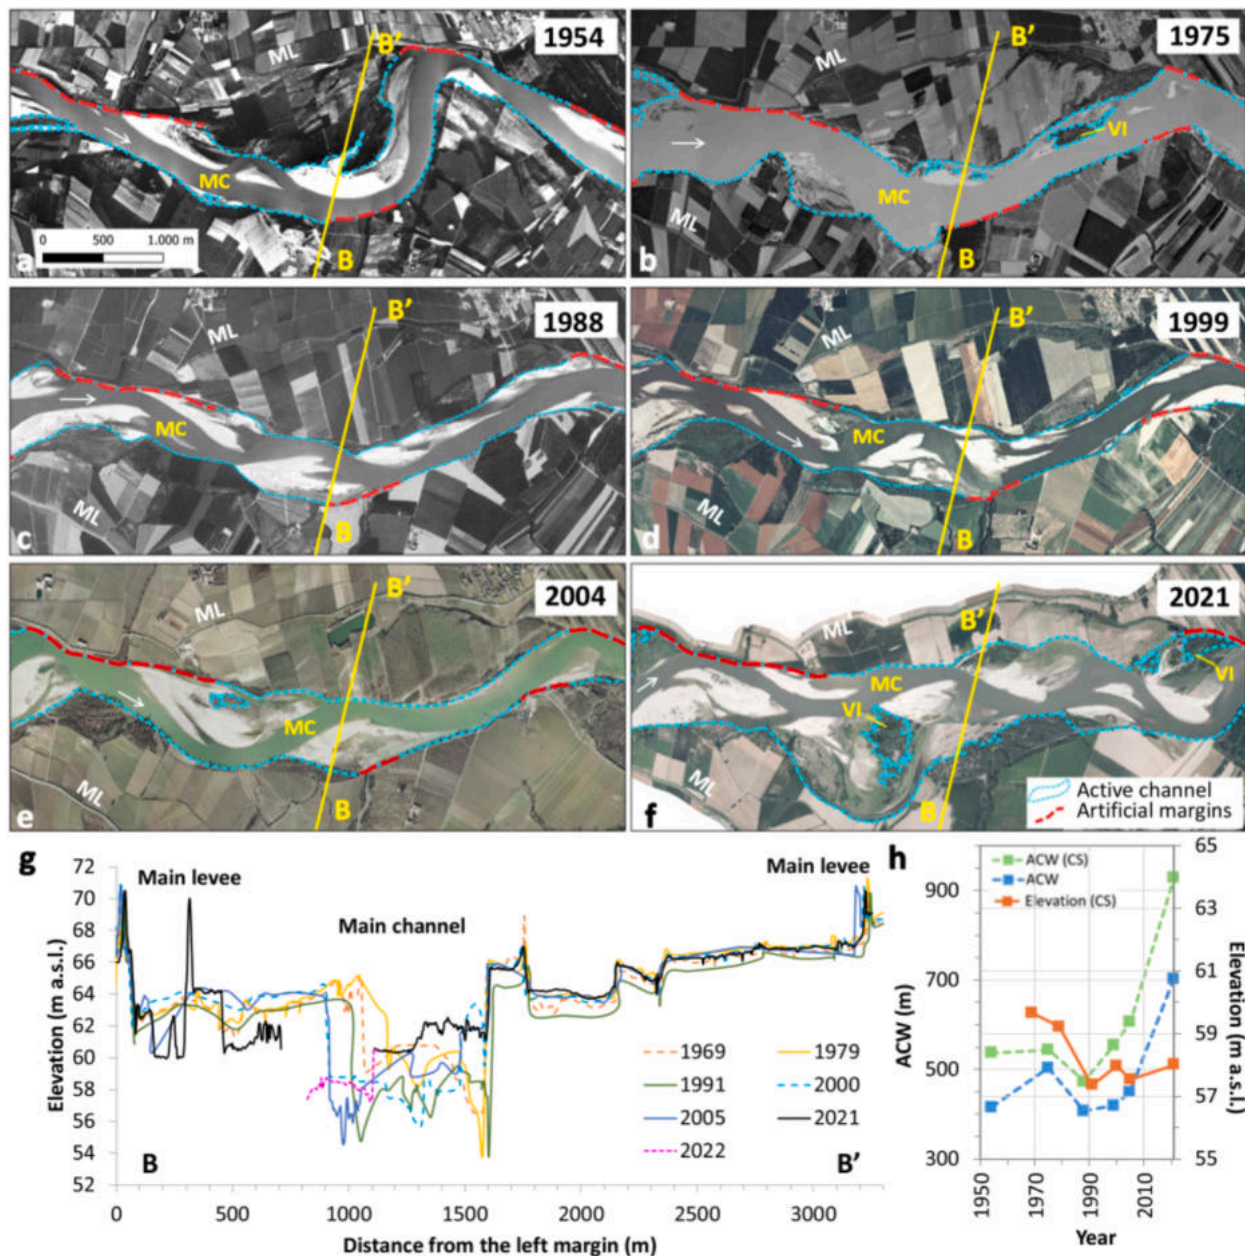 1954
B'
ML
MC
0 500 1.000 m
B
a
1975
B'
ML
VI
MC
ML
B
b
1988
B'
ML
MC
B
c
1999
B'
ML
MC
ML
B
d
2004
B'
ML
MC
ML
B
e
2021
B'
ML
MC
VI
VI
ML
B
f
Active channel
Artificial margins
g
Main levee
Main channel
Main levee
Elevation (m a.s.l.)
72
70
68
66
64
62
60
58
56
54
52
1969 1979
1991 2000
2005 2021
2022
B B'
0 500 1000 1500 2000 2500 3000
Distance from the left margin (m)
h
ACW (CS)
ACW
Elevation (CS)
ACW (m)
900
700
500
300
65
63
61
59
57
55
Elevation (m a.s.l.)
1950 1970 1990 2010
Year